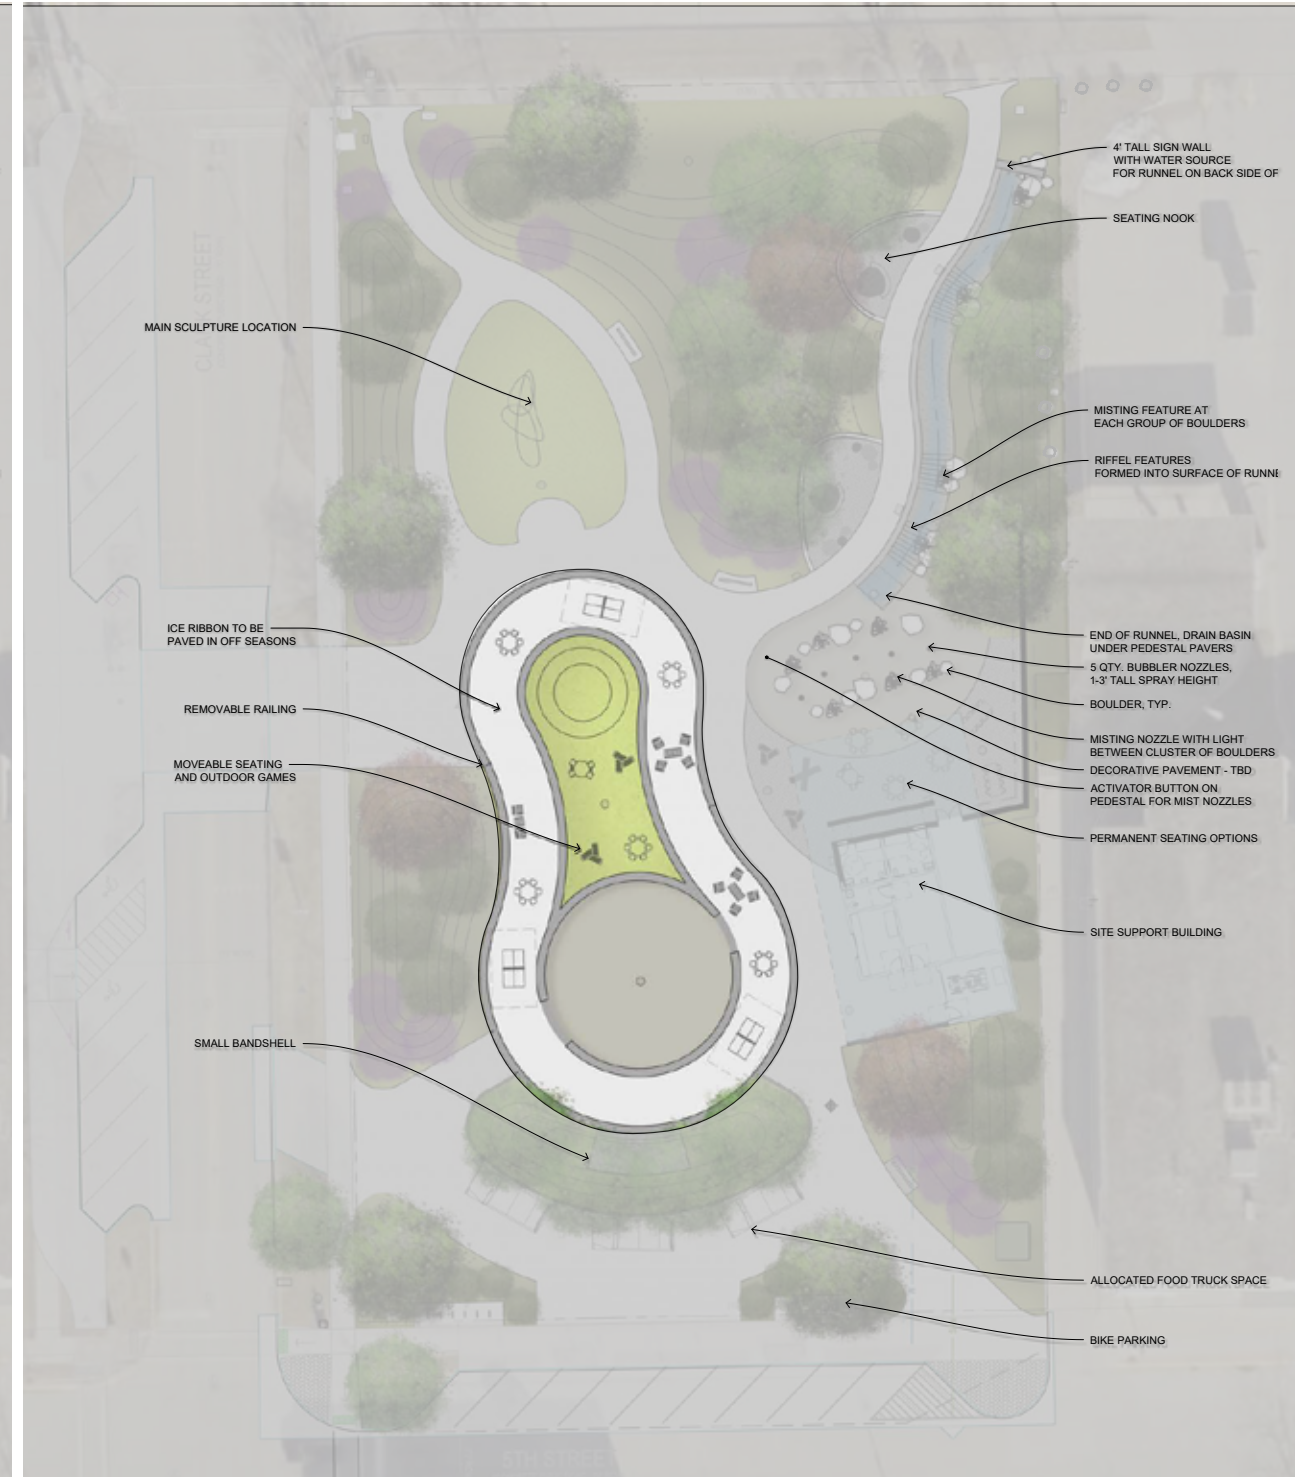 4' TALL SIGN WALL
WITH WATER SOURCE
FOR RUNNEL ON BACK SIDE OF
SEATING NOOK
CLARK STREET
MAIN SCULPTURE LOCATION
MISTING FEATURE AT
EACH GROUP OF BOULDERS
RIFFEL FEATURES
FORMED INTO SURFACE OF RUNNE
ICE RIBBON TO BE
PAVED IN OFF SEASONS
END OF RUNNEL, DRAIN BASIN
UNDER PEDESTAL PAVERS
5 QTY. BUBBLER NOZZLES,
1-3' TALL SPRAY HEIGHT
REMOVABLE RAILING
BOULDER, TYP.
MISTING NOZZLE WITH LIGHT
BETWEEN CLUSTER OF BOULDERS
MOVEABLE SEATING
AND OUTDOOR GAMES
DECORATIVE PAVEMENT - TBD
ACTIVATOR BUTTON ON
PEDESTAL FOR MIST NOZZLES
PERMANENT SEATING OPTIONS
SITE SUPPORT BUILDING
SMALL BANDSHELL
ALLOCATED FOOD TRUCK SPACE
BIKE PARKING
5TH STREE